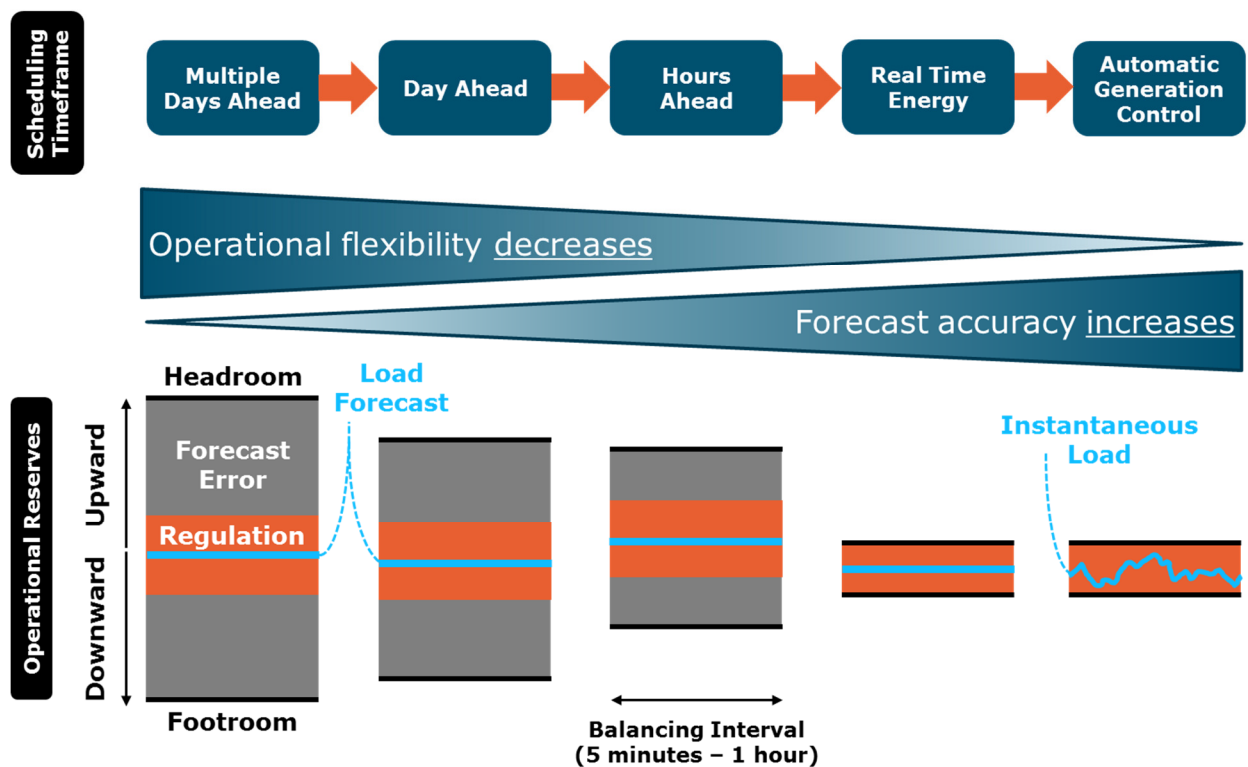 Scheduling
Timeframe
Multiple
Days Ahead
Day Ahead
Hours
Ahead
Real Time
Energy
Automatic
Generation
Control
Operational flexibility decreases
Forecast accuracy increases
Operational Reserves
Upward
Downward
Headroom
Forecast
Error
Regulation
Footroom
Load
Forecast
Instantaneous
Load
Balancing Interval
(5 minutes – 1 hour)